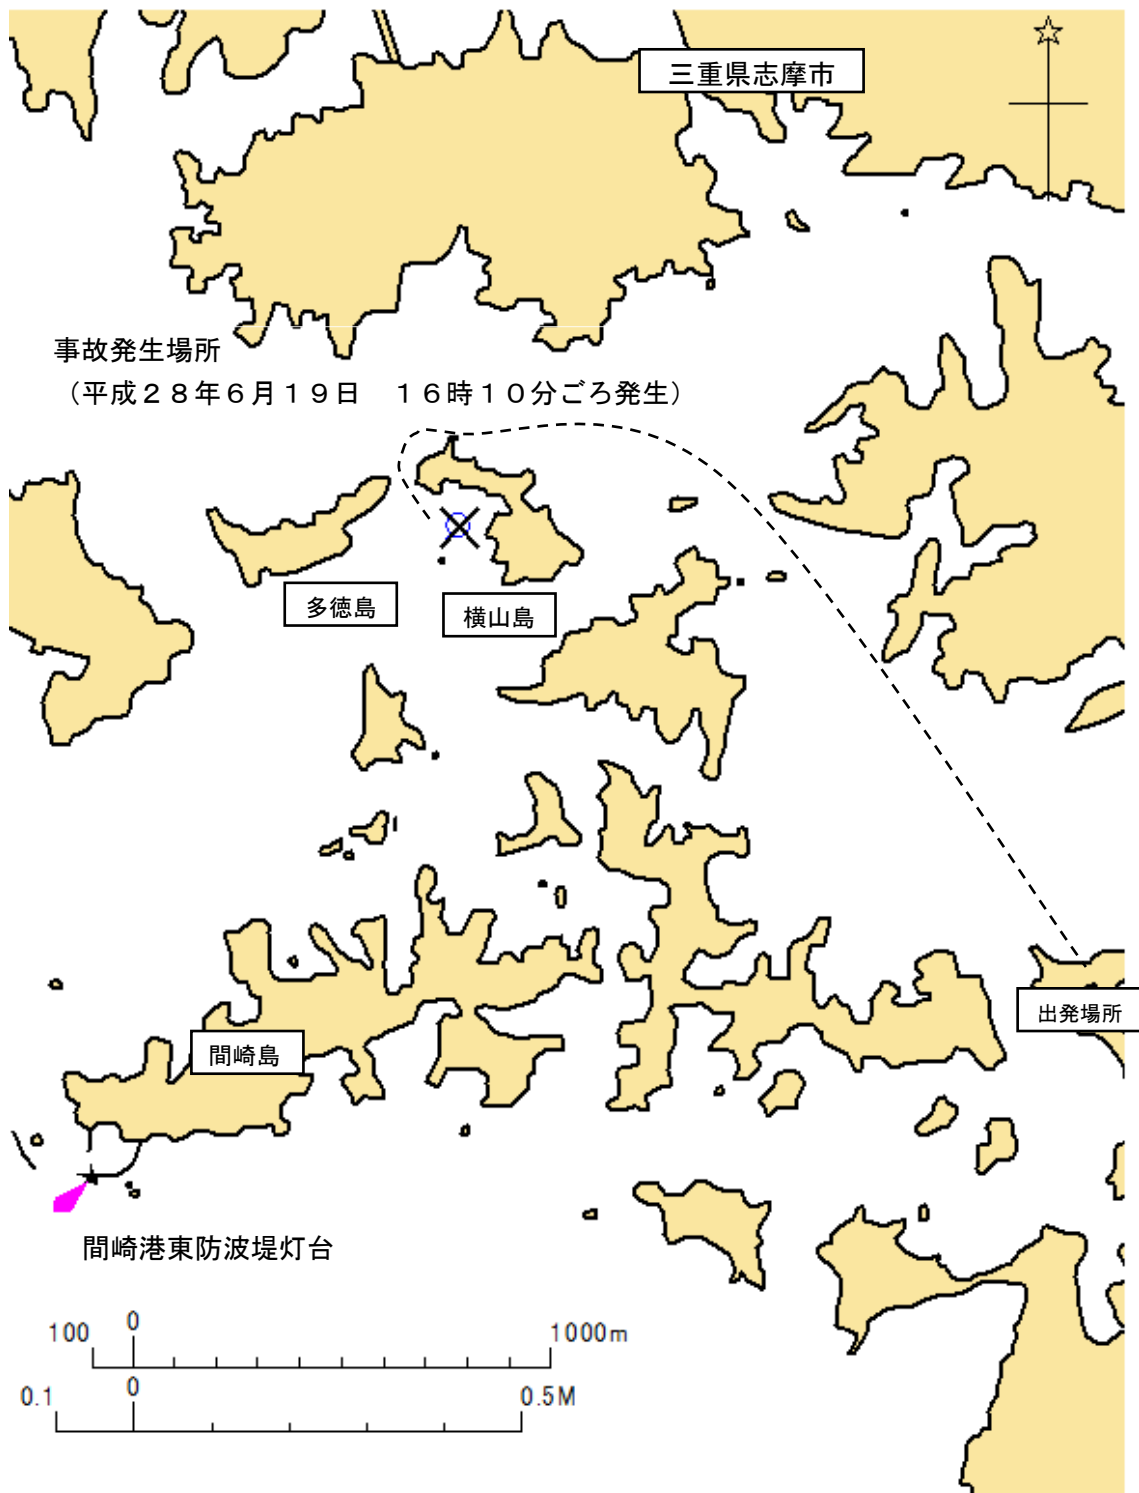 三重県志摩市
事故発生場所
（平成２８年６月１９日　１６時１０分ごろ発生）
多徳島
横山島
出発場所
間崎島
間崎港東防波堤灯台
100 0 1000m
0.1 0 0.5M